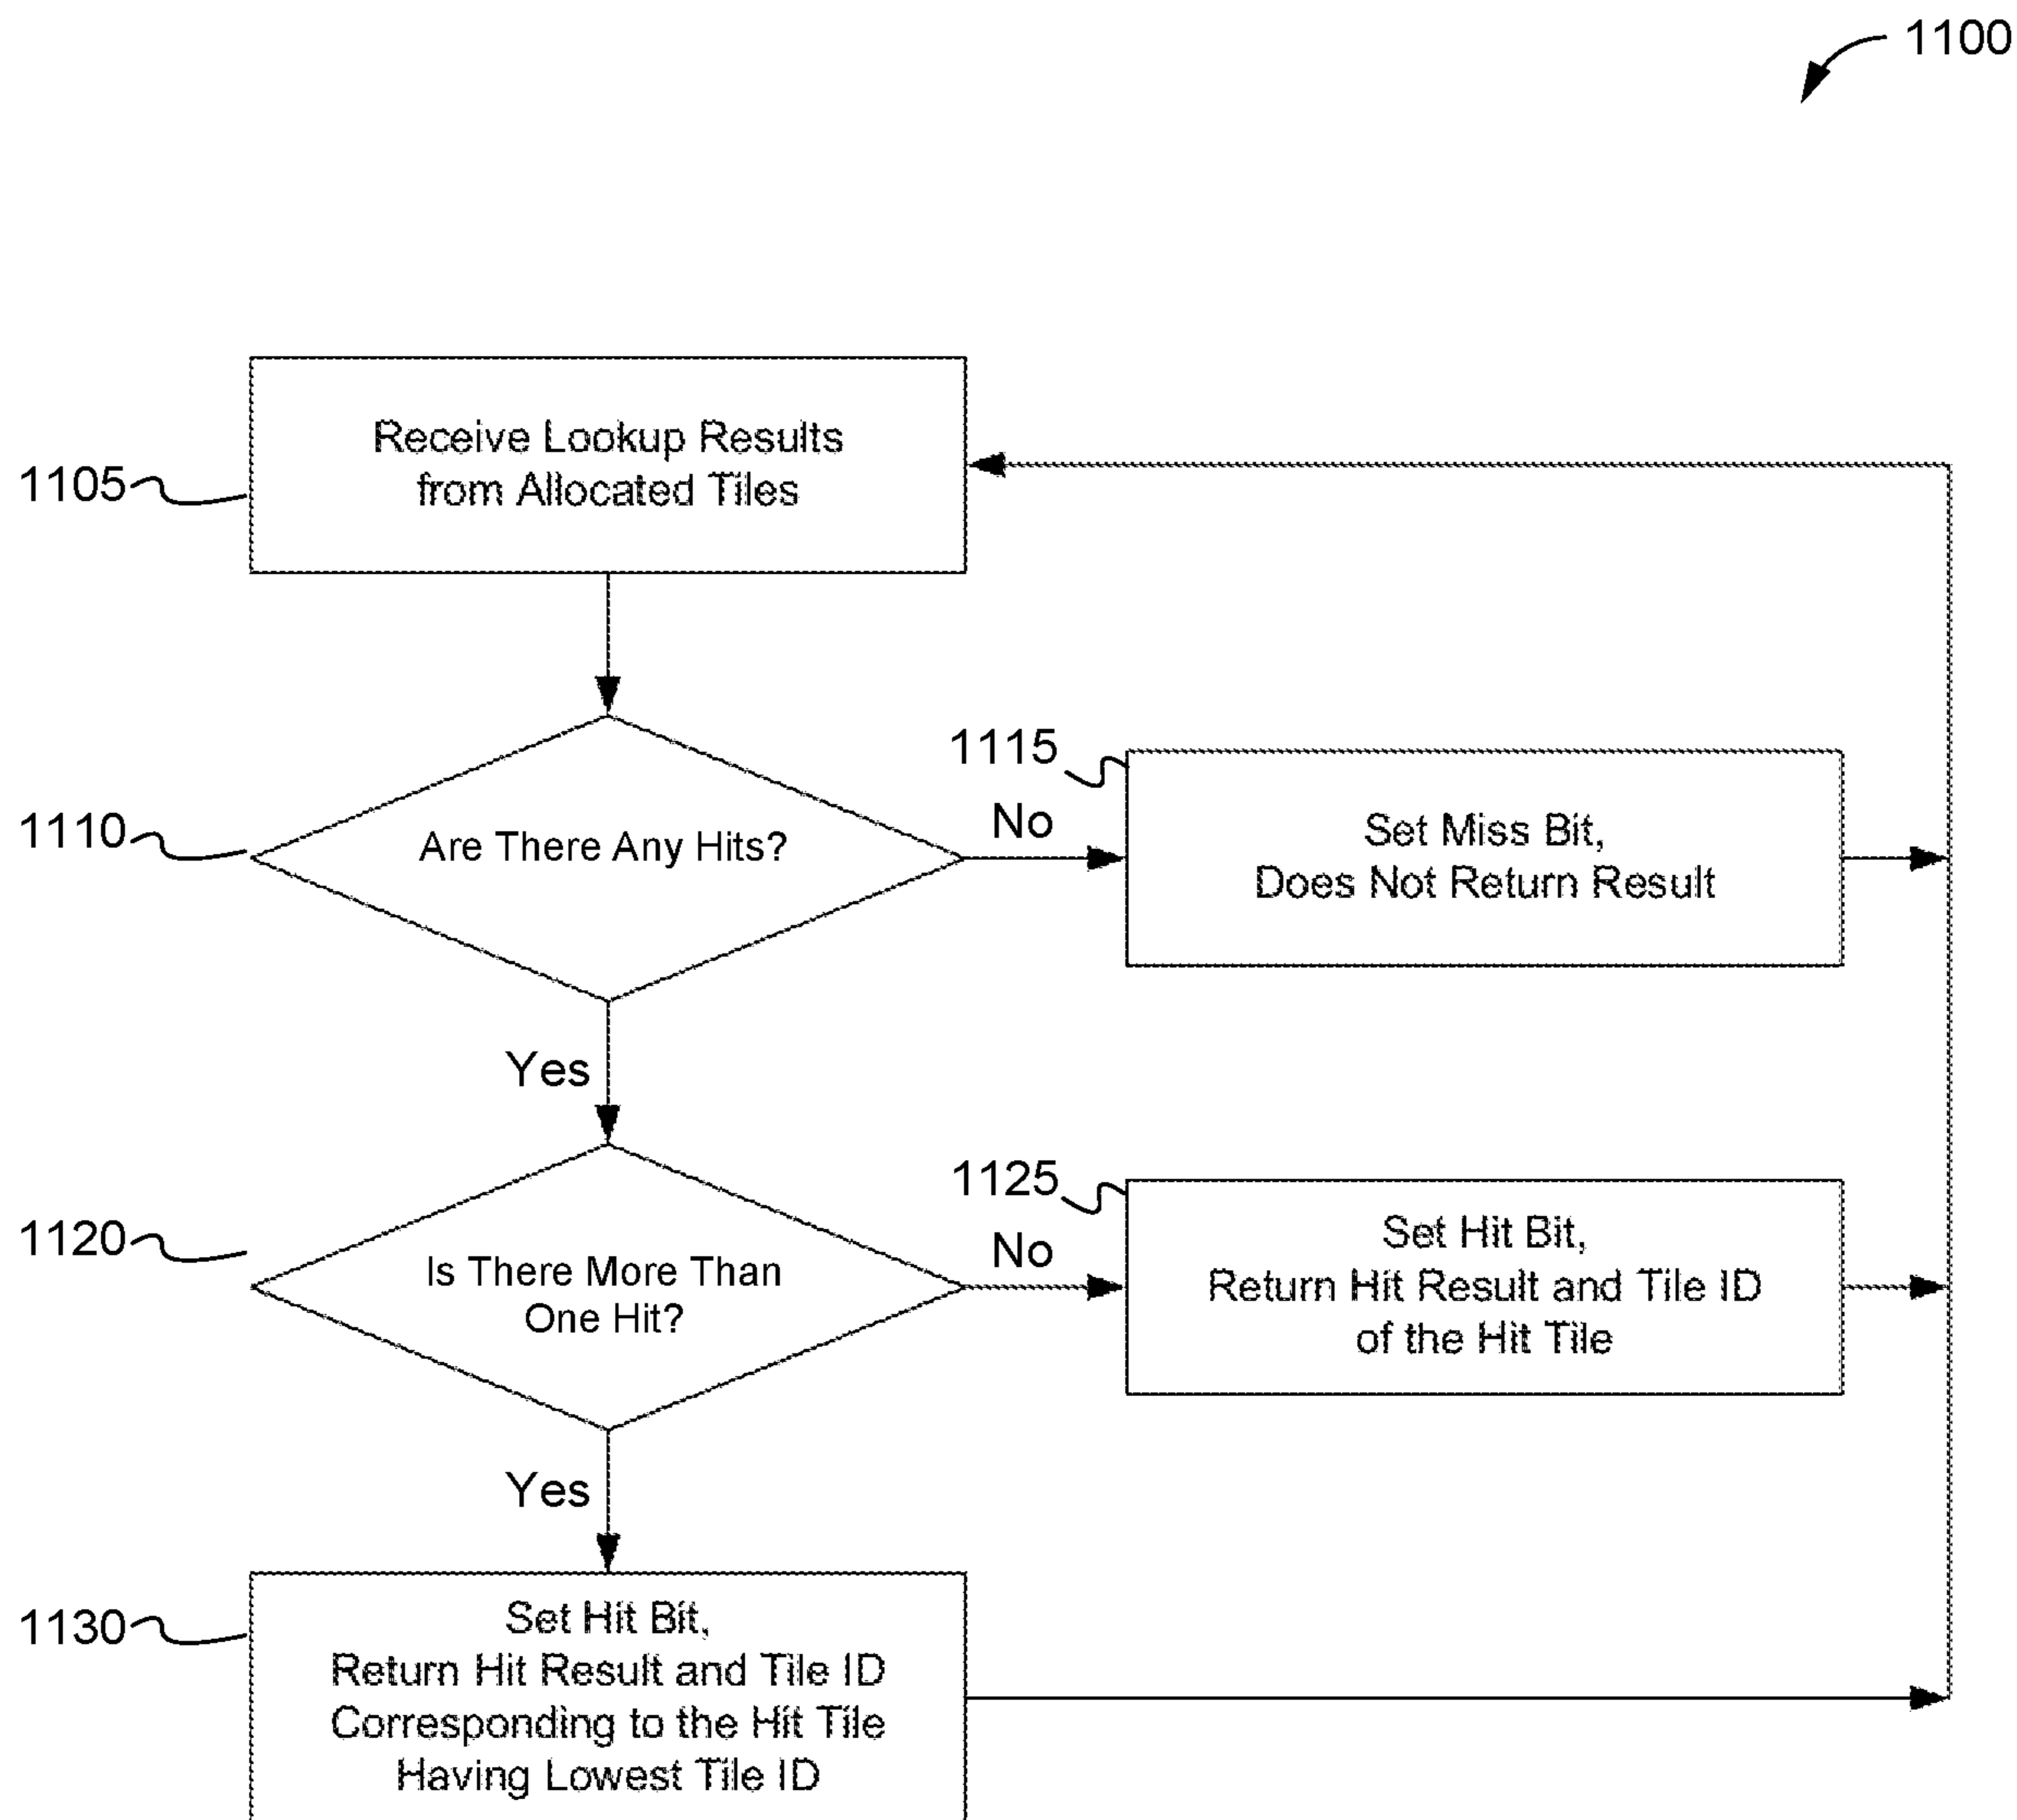 1100
Receive Lookup Results
from Allocated Tiles
1105
1110
Are There Any Hits?
No
1115
Set Miss Bit,
Does Not Return Result
Yes
1120
Is There More Than
One Hit?
No
1125
Set Hit Bit,
Return Hit Result and Tile ID
of the Hit Tile
Yes
1130
Set Hit Bit,
Return Hit Result and Tile ID
Corresponding to the Hit Tile
Having Lowest Tile ID